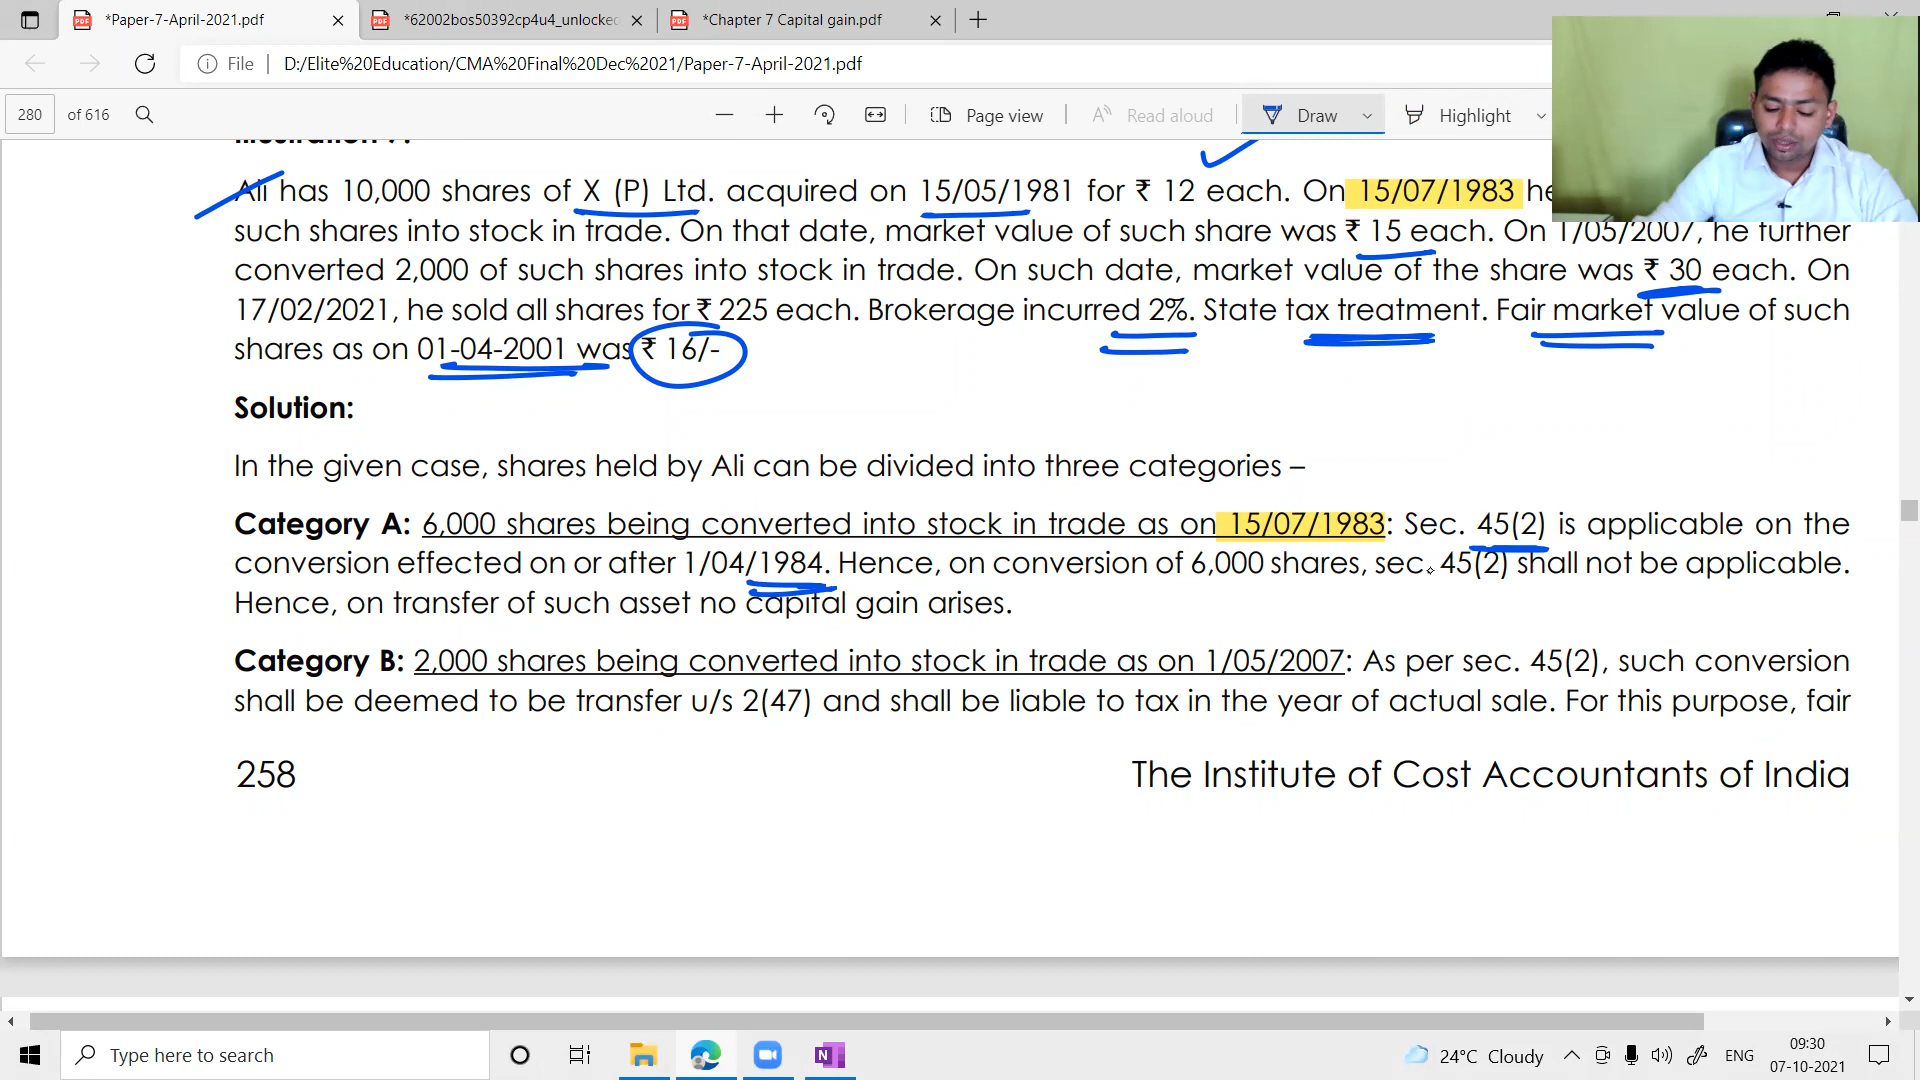 *Paper-7-April-2021.pdf
*62002bos50392cp4u4_unlocked
*Chapter 7 Capital gain.pdf
File
D:/Elite%20Education/CMA%20Final%20Dec%2021/Paper-7-April-2021.pdf
280 of 616
Page view
Read aloud
Draw
Highlight
Ali has 10,000 shares of X (P) Ltd. acquired on 15/05/1981 for ₹ 12 each. On 15/07/1983 he
such shares into stock in trade. On that date, market value of such share was ₹ 15 each. On 1/05/2007, he further
converted 2,000 of such shares into stock in trade. On such date, market value of the share was ₹ 30 each. On
17/02/2021, he sold all shares for ₹ 225 each. Brokerage incurred 2%. State tax treatment. Fair market value of such
shares as on 01-04-2001 was ₹ 16/-
Solution:
In the given case, shares held by Ali can be divided into three categories –
Category A: 6,000 shares being converted into stock in trade as on 15/07/1983: Sec. 45(2) is applicable on the
conversion effected on or after 1/04/1984. Hence, on conversion of 6,000 shares, sec. 45(2) shall not be applicable.
Hence, on transfer of such asset no capital gain arises.
Category B: 2,000 shares being converted into stock in trade as on 1/05/2007: As per sec. 45(2), such conversion
shall be deemed to be transfer u/s 2(47) and shall be liable to tax in the year of actual sale. For this purpose, fair
258
The Institute of Cost Accountants of India
Type here to search
N
24°C Cloudy
ENG
09:30
07-10-2021